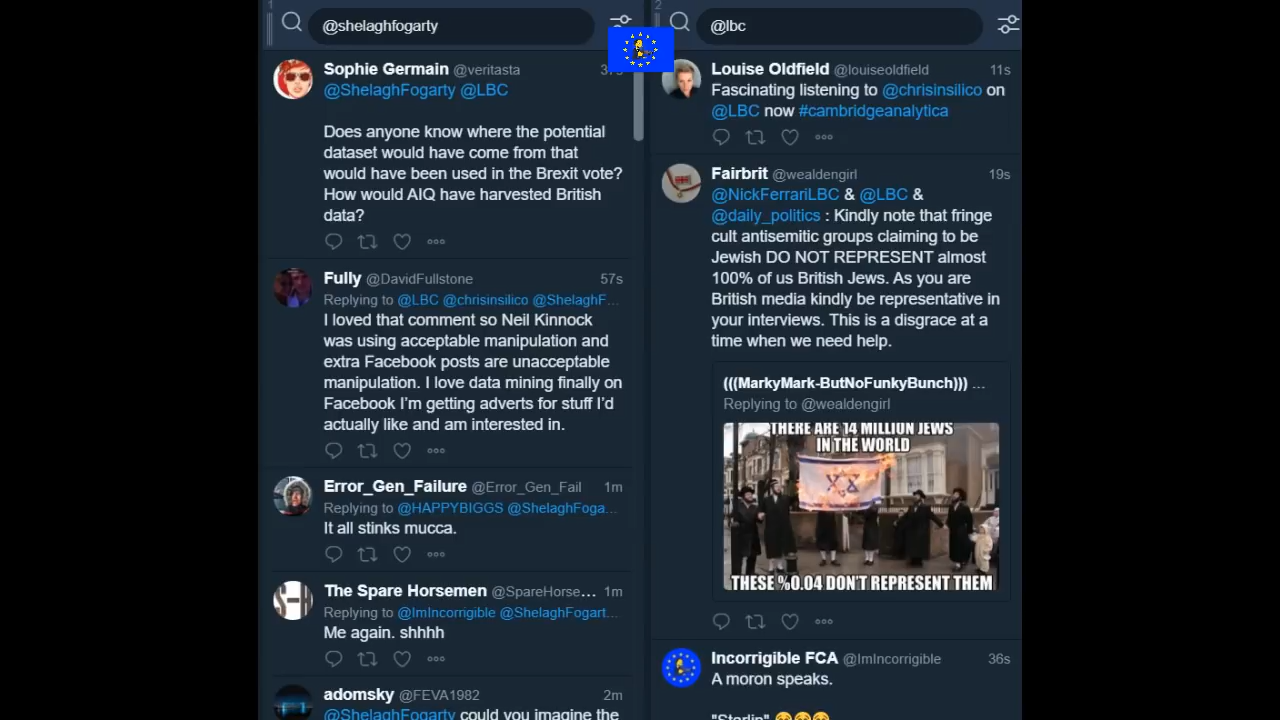 1
@shelaghfogarty
Sophie Germain @veritasta
@ShelaghFogarty @LBC
Does anyone know where the potential
dataset would have come from that
would have been used in the Brexit vote?
How would AIQ have harvested British
data?
Fully @DavidFullstone 57s
Replying to @LBC @chrisinsilico @ShelaghF...
I loved that comment so Neil Kinnock
was using acceptable manipulation and
extra Facebook posts are unacceptable
manipulation. I love data mining finally on
Facebook I'm getting adverts for stuff I'd
actually like and am interested in.
Error_Gen_Failure @Error_Gen_Fail 1m
Replying to @HAPPYBIGGS @ShelaghFoga...
It all stinks mucca.
The Spare Horsemen @SpareHorse... 1m
Replying to @ImIncorrigible @ShelaghFogart...
Me again. shhhh
adomsky @FEVA1982 2m
@ShelaghFogarty could you imagine the
2
@lbc
Louise Oldfield @louiseoldfield 11s
Fascinating listening to @chrisinsilico on
@LBC now #cambridgeanalytica
Fairbrit @wealdengirl 19s
@NickFerrariLBC & @LBC &
@daily_politics : Kindly note that fringe
cult antisemitic groups claiming to be
Jewish DO NOT REPRESENT almost
100% of us British Jews. As you are
British media kindly be representative in
your interviews. This is a disgrace at a
time when we need help.
(((MarkyMark-ButNoFunkyBunch))) ...
Replying to @wealdengirl
THERE ARE 14 MILLION JEWS
IN THE WORLD
THESE %0.04 DON'T REPRESENT THEM
Incorrigible FCA @ImIncorrigible 36s
A moron speaks.
"Starlin" 😂😂😂